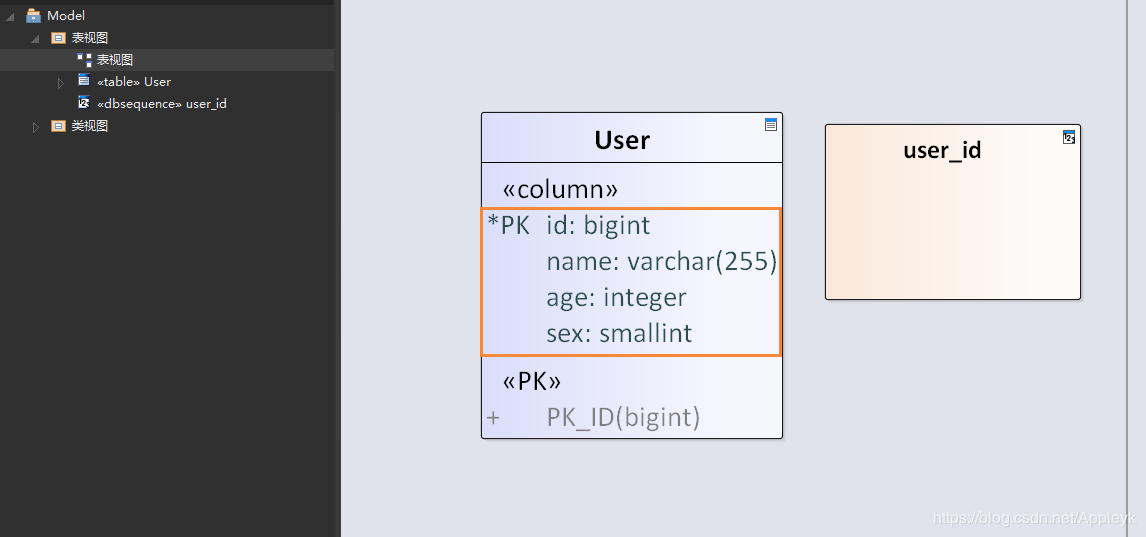 Model
表视图
表视图
«table» User
«dbsequence» user_id
类视图
User
«column»
*PK id: bigint
name: varchar(255)
age: integer
sex: smallint
«PK»
+ PK_ID(bigint)
user_id
https://blog.csdn.net/Appleyk